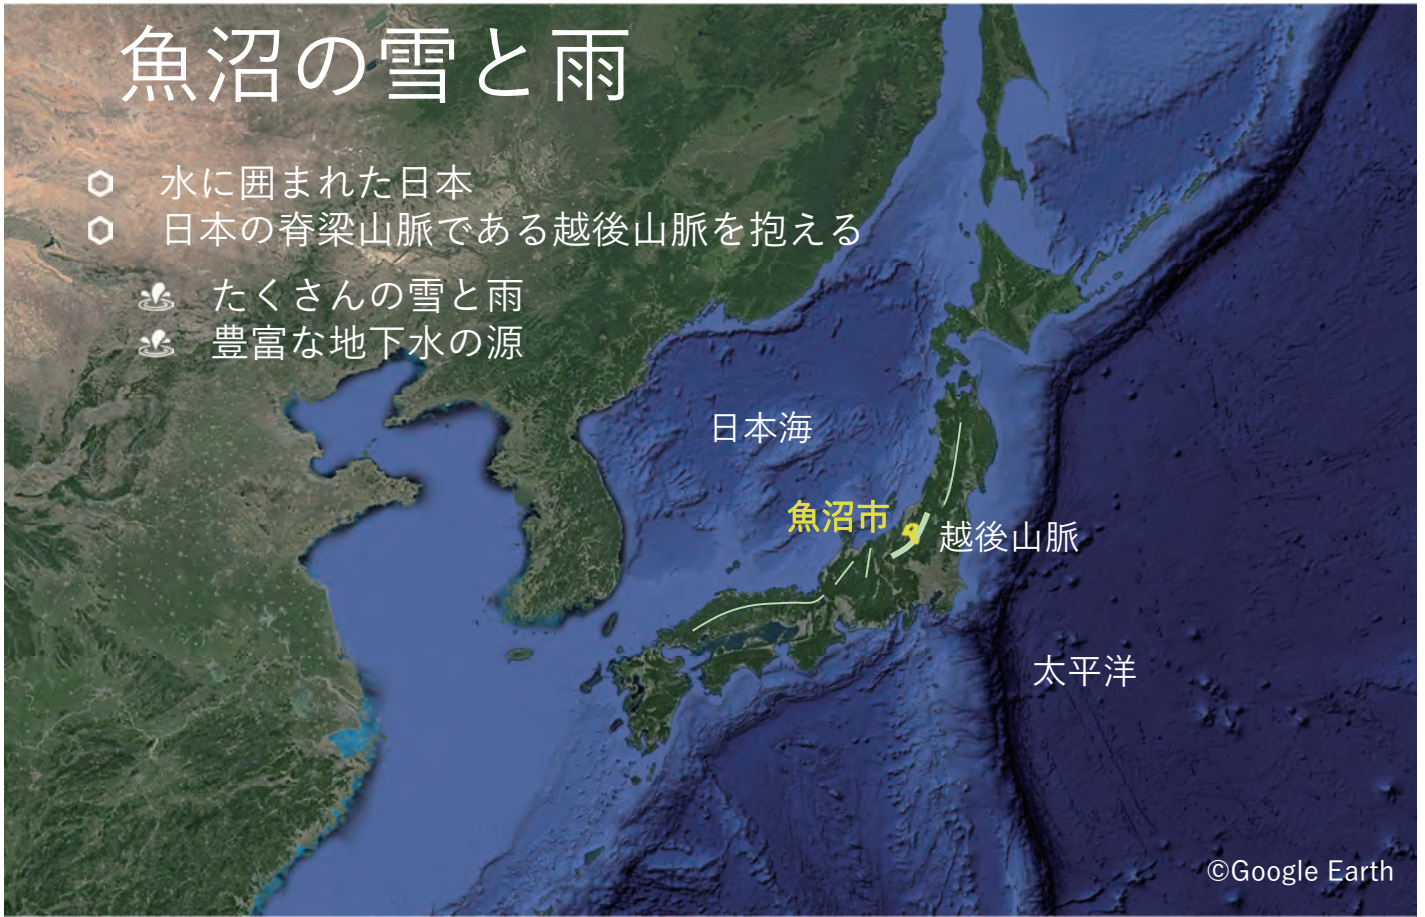 魚沼の雪と雨
水に囲まれた日本
日本の脊梁山脈である越後山脈を抱える
たくさんの雪と雨
豊富な地下水の源
日本海
魚沼市
越後山脈
太平洋
©Google Earth